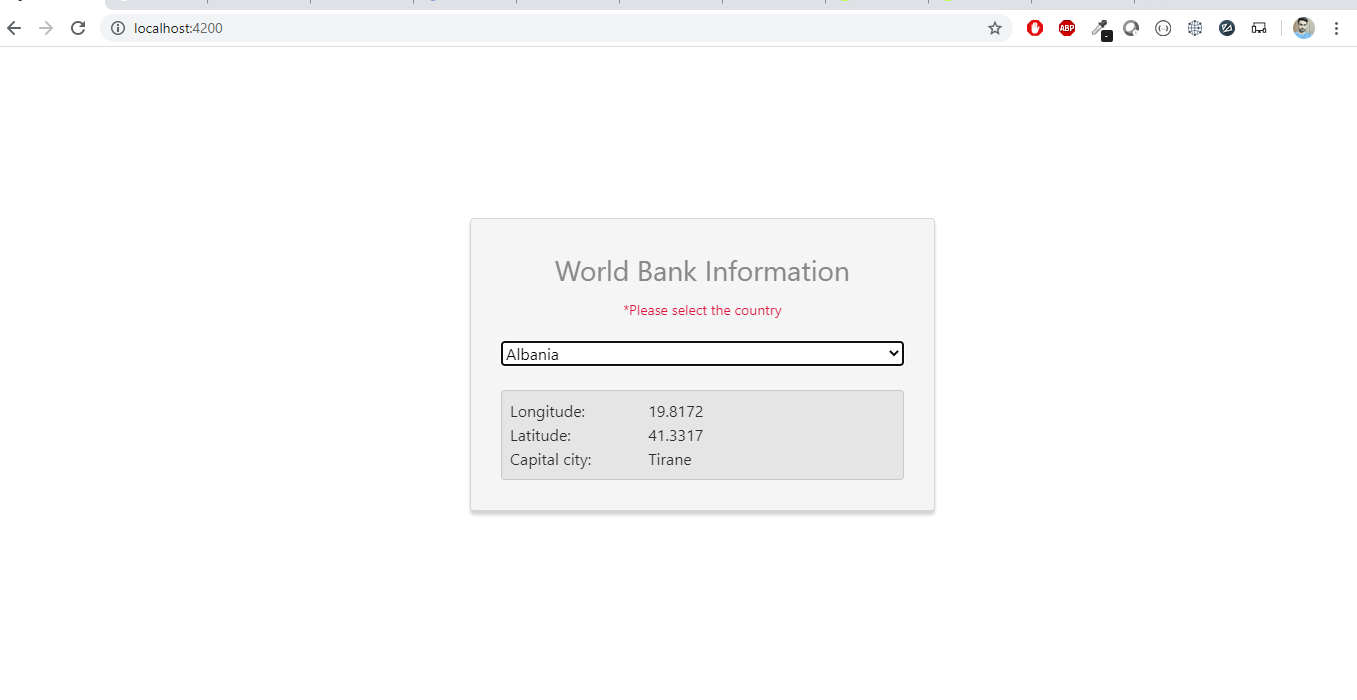 localhost:4200
ABP
World Bank Information
*Please select the country
Albania
Longitude: 19.8172
Latitude: 41.3317
Capital city: Tirane